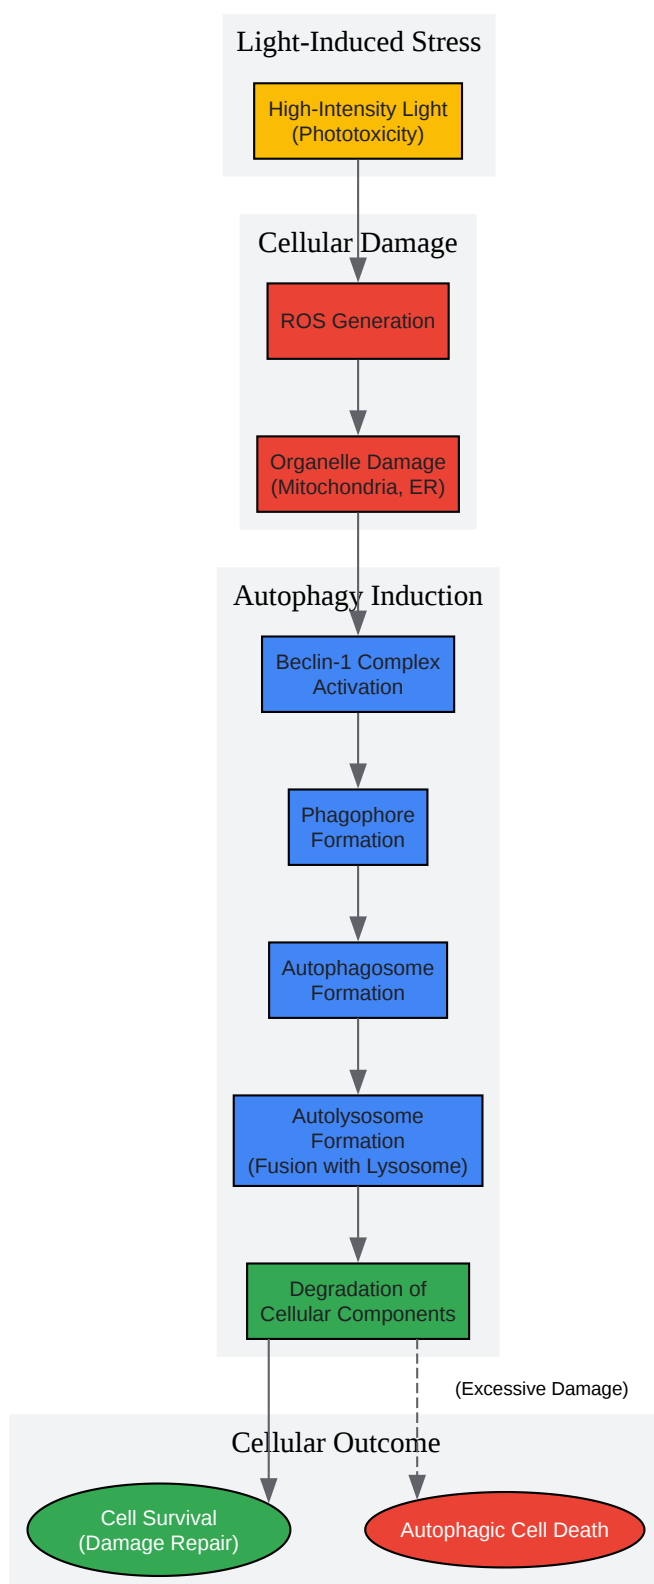 Light-Induced Stress
High-Intensity Light
(Phototoxicity)
Cellular Damage
ROS Generation
Organelle Damage
(Mitochondria, ER)
Autophagy Induction
Beclin-1 Complex
Activation
Phagophore
Formation
Autophagosome
Formation
Autolysosome
Formation
(Fusion with Lysosome)
Degradation of
Cellular Components
(Excessive Damage)
Cellular Outcome
Cell Survival
(Damage Repair)
Autophagic Cell Death